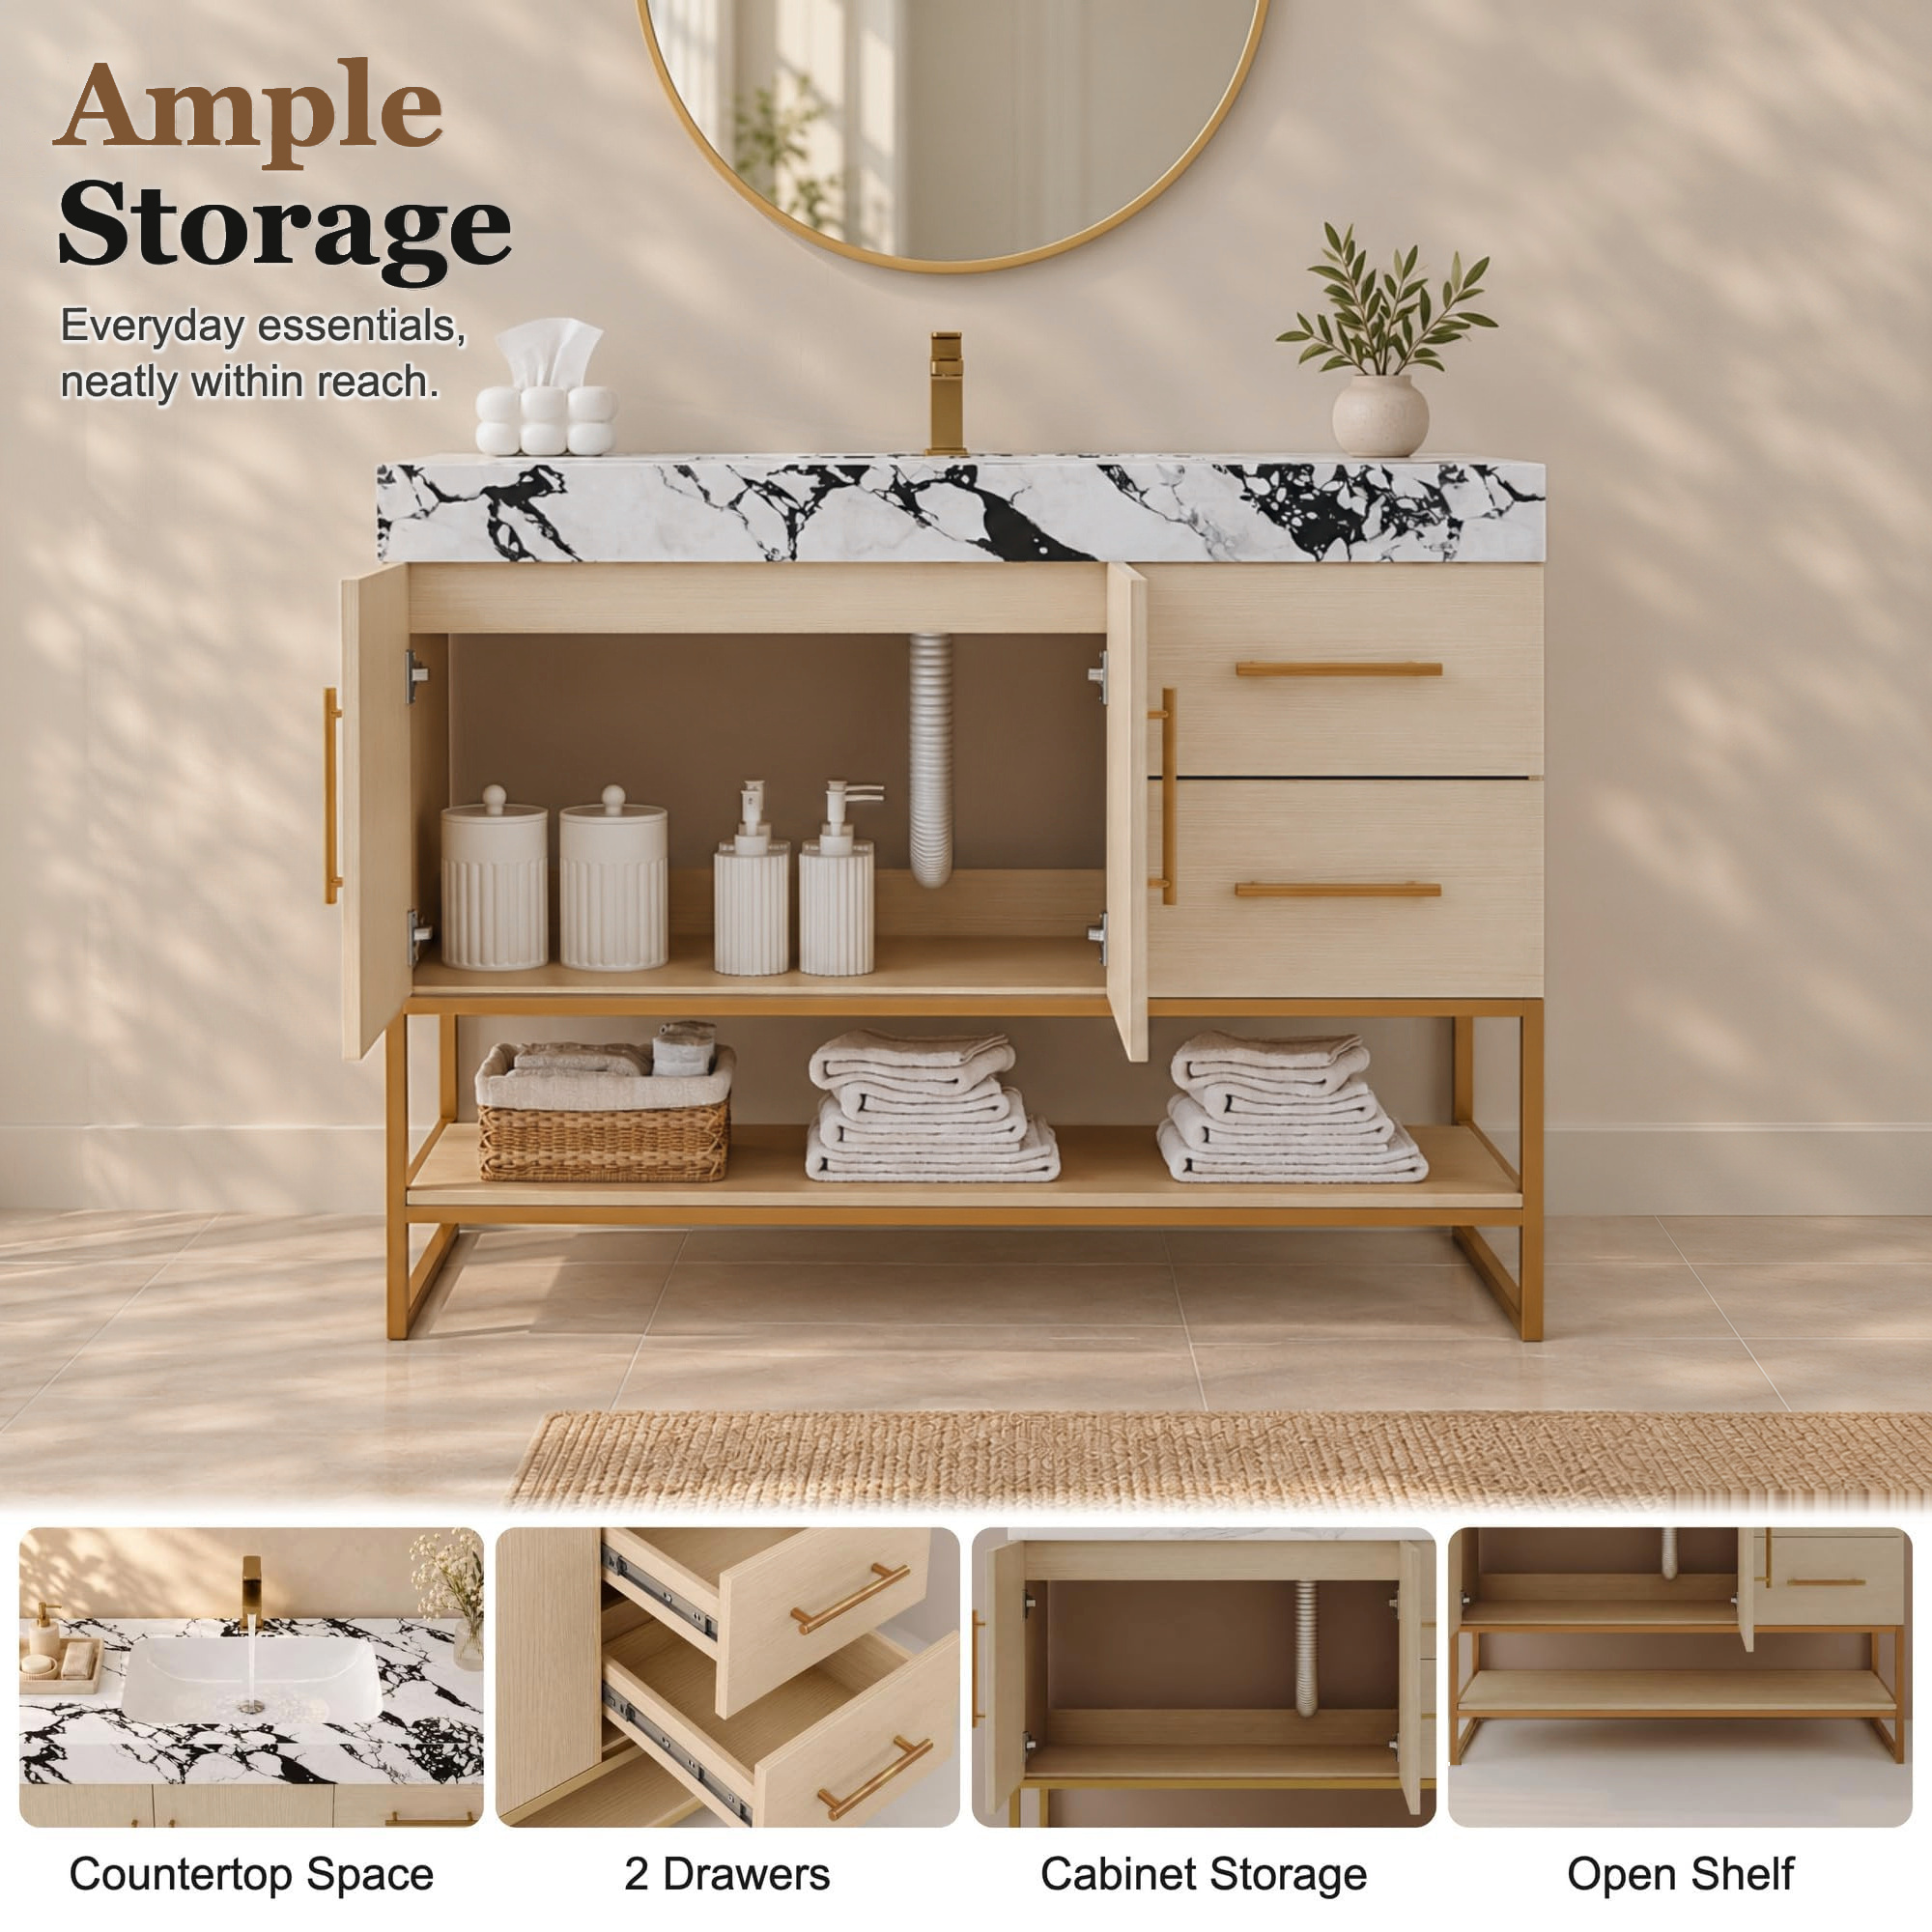 Ample
Storage
Everyday essentials,
neatly within reach.
Countertop Space
2 Drawers
Cabinet Storage
Open Shelf